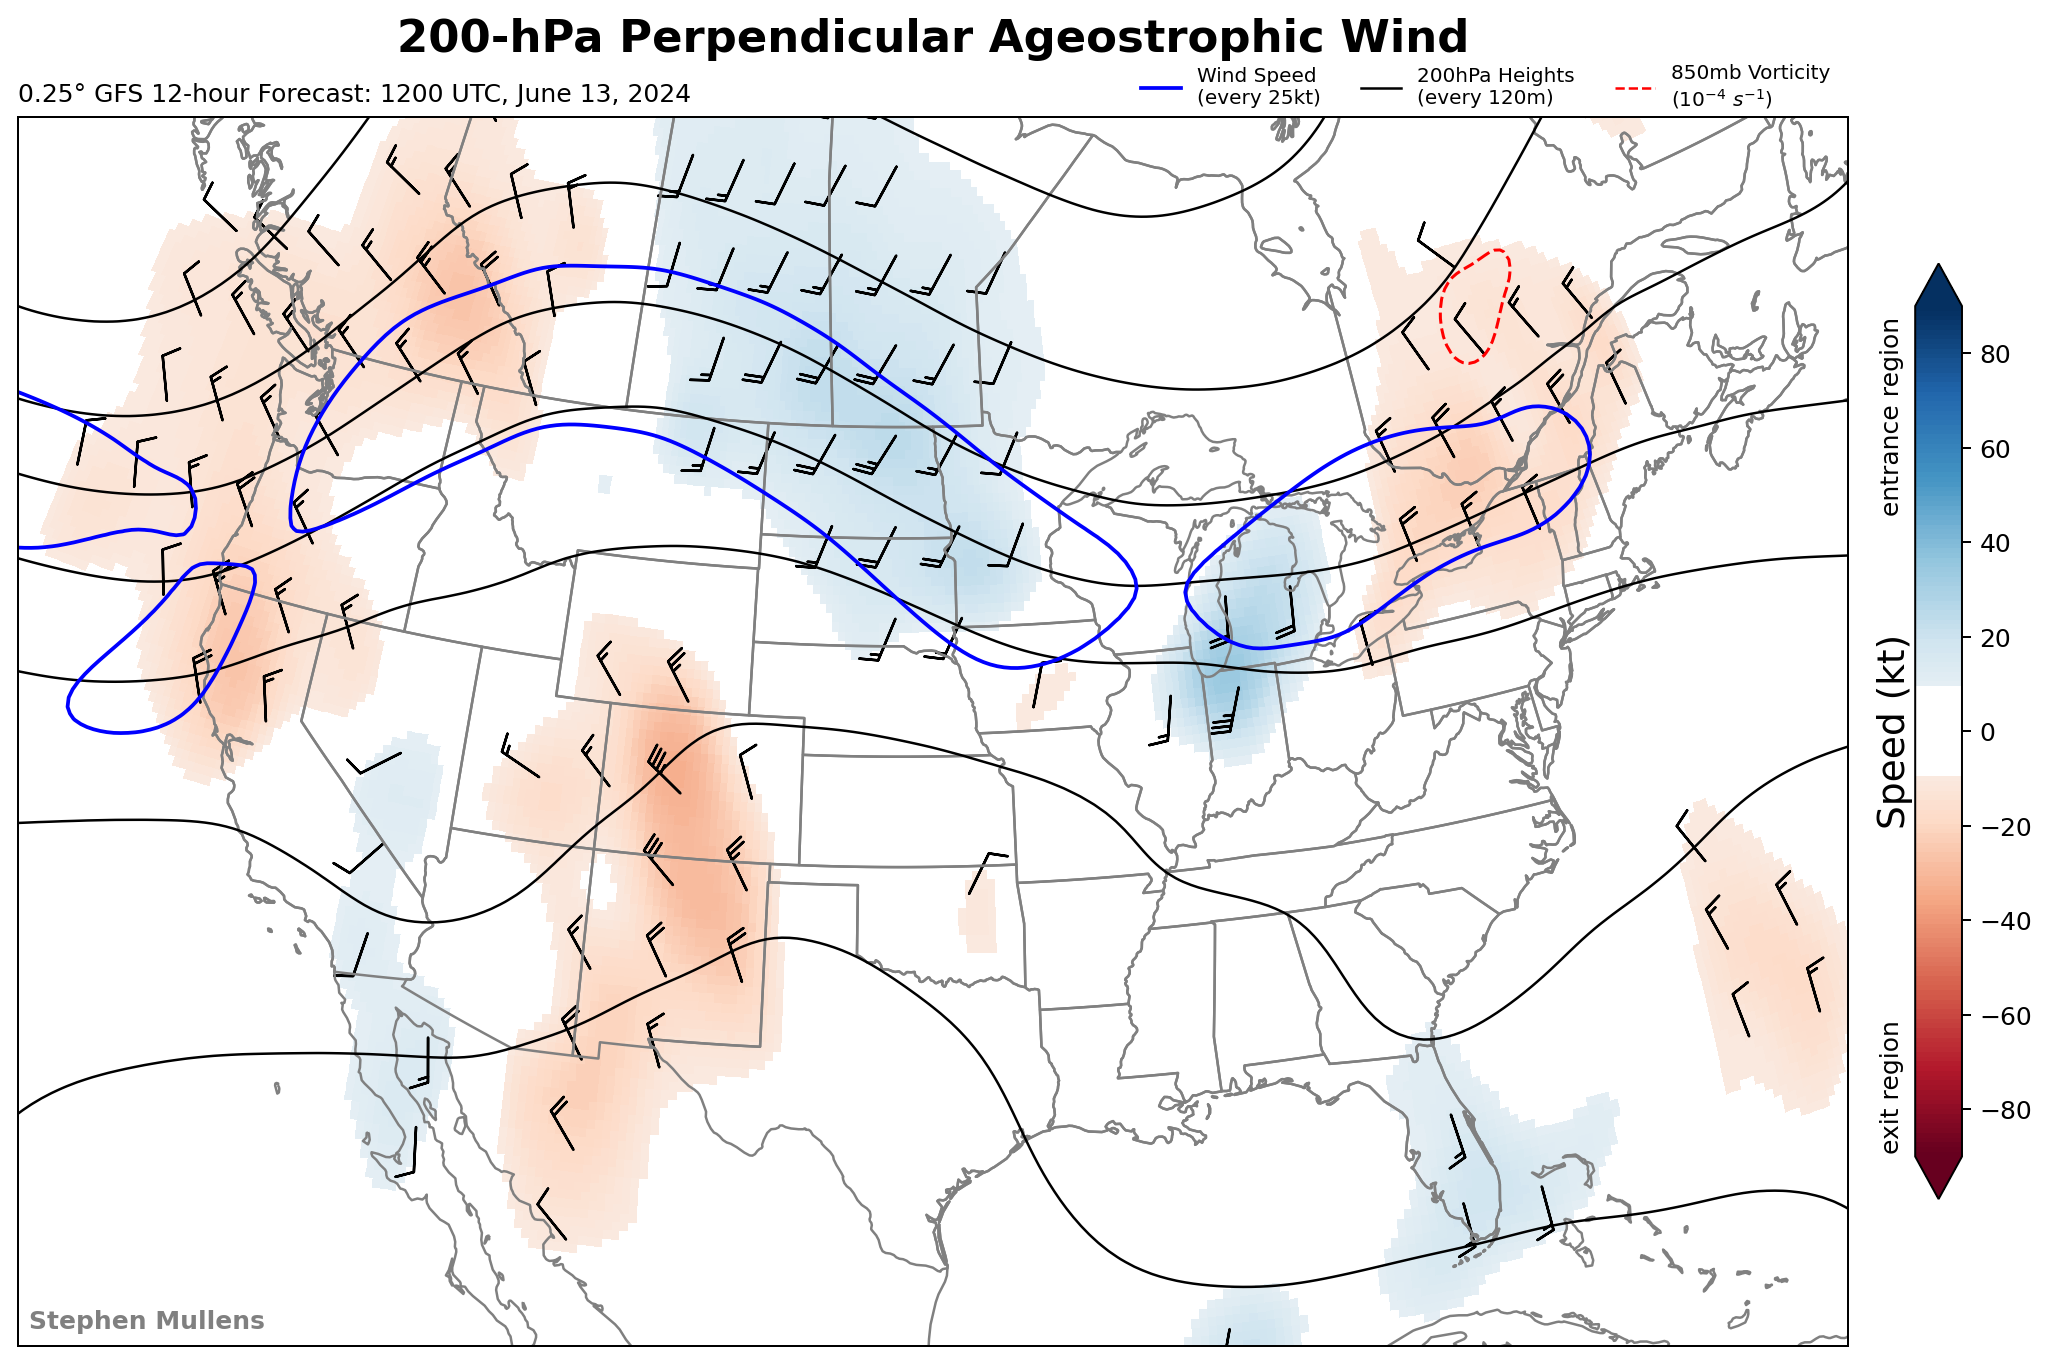 200-hPa Perpendicular Ageostrophic Wind
0.25° GFS 12-hour Forecast: 1200 UTC, June 13, 2024
Wind Speed
(every 25kt)
200hPa Heights
(every 120m)
850mb Vorticity
(10⁻⁴ s⁻¹)
entrance region
Speed (kt)
exit region
80
60
40
20
0
−20
−40
−60
−80
Stephen Mullens